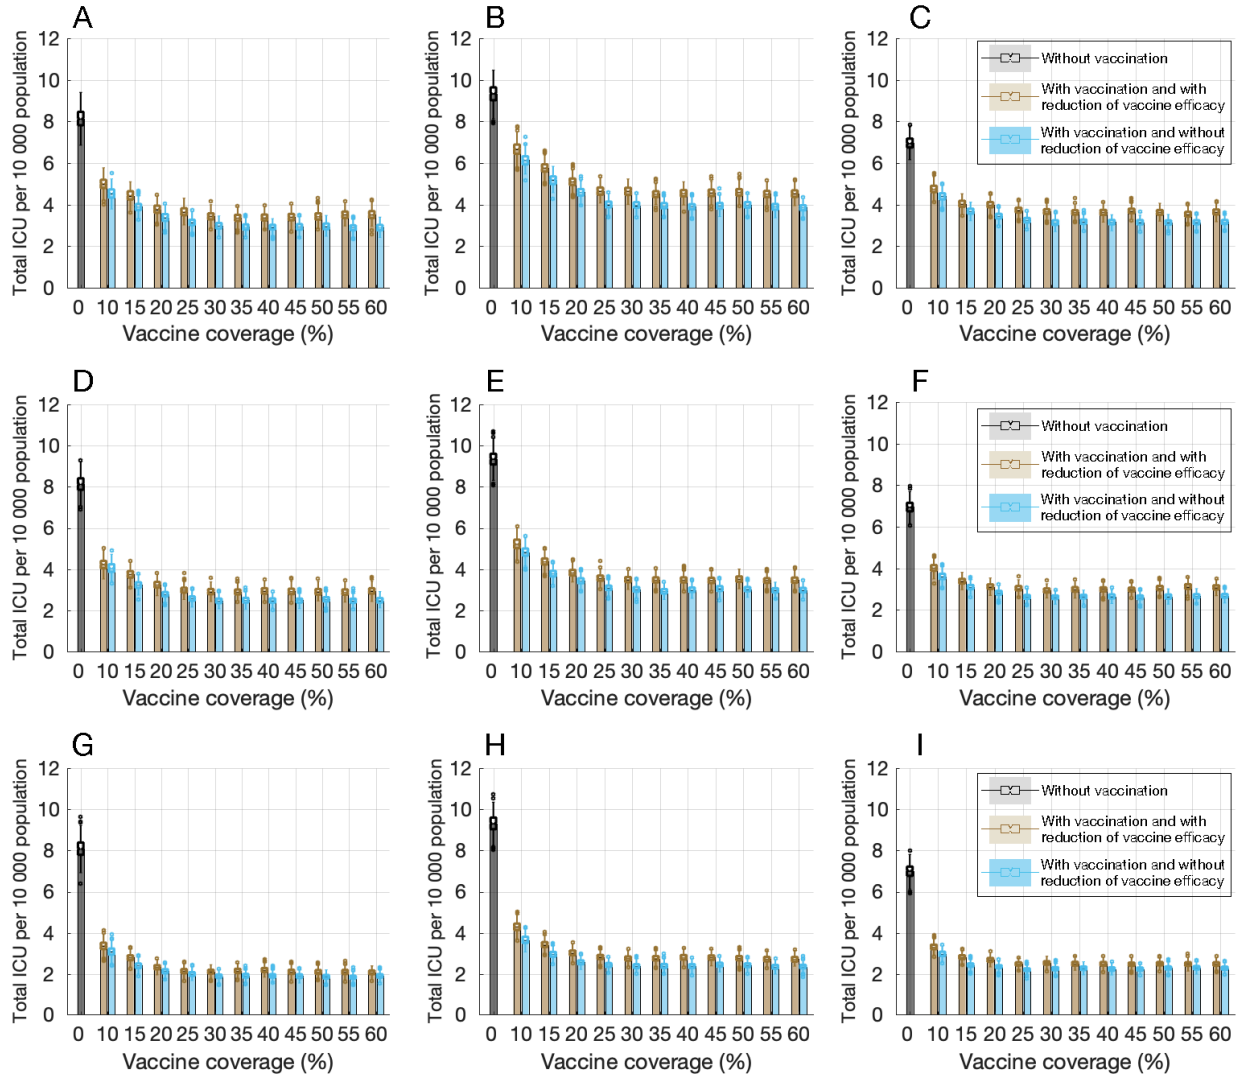 A
B
C
Total ICU per 10 000 population
12
10
8
6
4
2
0
0 10 15 20 25 30 35 40 45 50 55 60
Vaccine coverage (%)
Total ICU per 10 000 population
12
10
8
6
4
2
0
0 10 15 20 25 30 35 40 45 50 55 60
Vaccine coverage (%)
Total ICU per 10 000 population
12
10
8
6
4
2
0
0 10 15 20 25 30 35 40 45 50 55 60
Vaccine coverage (%)
Without vaccination
With vaccination and with
reduction of vaccine efficacy
With vaccination and without
reduction of vaccine efficacy
D
E
F
Total ICU per 10 000 population
12
10
8
6
4
2
0
0 10 15 20 25 30 35 40 45 50 55 60
Vaccine coverage (%)
Total ICU per 10 000 population
12
10
8
6
4
2
0
0 10 15 20 25 30 35 40 45 50 55 60
Vaccine coverage (%)
Total ICU per 10 000 population
12
10
8
6
4
2
0
0 10 15 20 25 30 35 40 45 50 55 60
Vaccine coverage (%)
Without vaccination
With vaccination and with
reduction of vaccine efficacy
With vaccination and without
reduction of vaccine efficacy
G
H
I
Total ICU per 10 000 population
12
10
8
6
4
2
0
0 10 15 20 25 30 35 40 45 50 55 60
Vaccine coverage (%)
Total ICU per 10 000 population
12
10
8
6
4
2
0
0 10 15 20 25 30 35 40 45 50 55 60
Vaccine coverage (%)
Total ICU per 10 000 population
12
10
8
6
4
2
0
0 10 15 20 25 30 35 40 45 50 55 60
Vaccine coverage (%)
Without vaccination
With vaccination and with
reduction of vaccine efficacy
With vaccination and without
reduction of vaccine efficacy